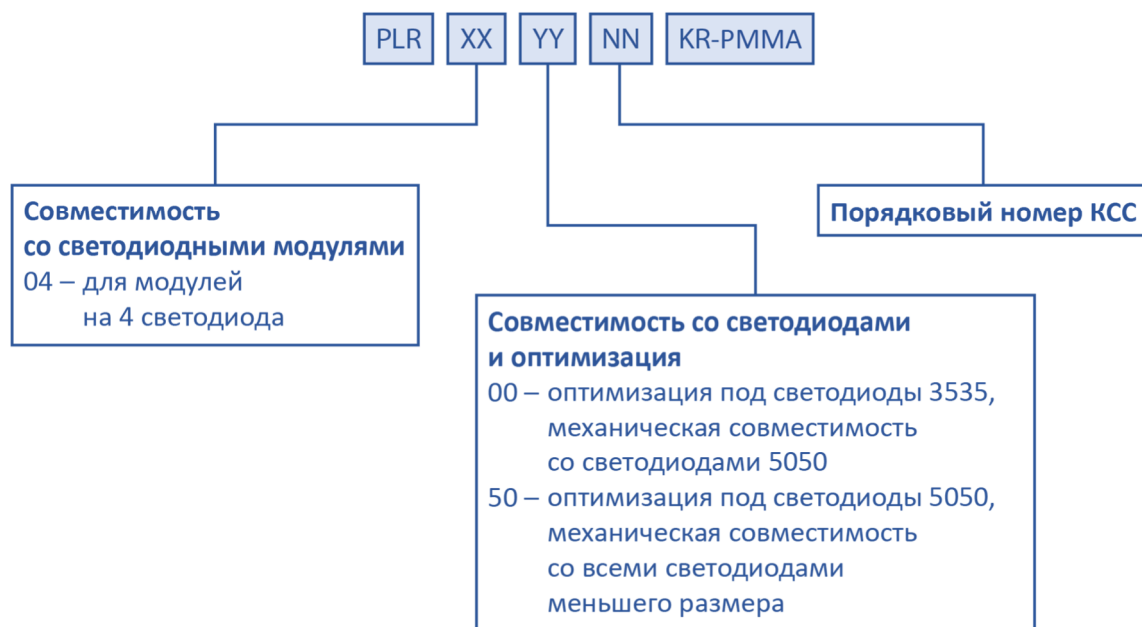 PLR XX YY NN KR-PMMA
Совместимость
со светодиодными модулями
04 – для модулей
на 4 светодиода
Порядковый номер КСС
Совместимость со светодиодами
и оптимизация
00 – оптимизация под светодиоды 3535,
механическая совместимость
со светодиодами 5050
50 – оптимизация под светодиоды 5050,
механическая совместимость
со всеми светодиодами
меньшего размера